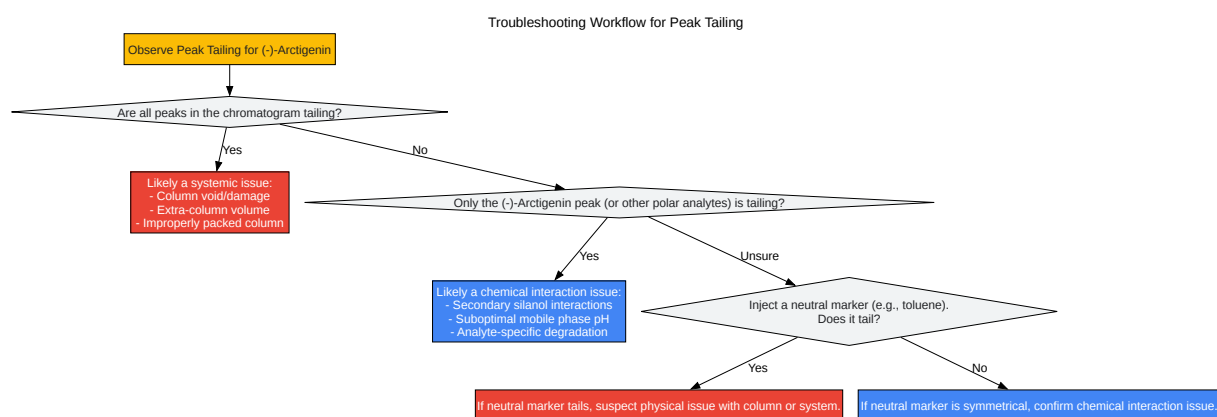 Troubleshooting Workflow for Peak Tailing
Observe Peak Tailing for (-)-Arctigenin
Are all peaks in the chromatogram tailing?
Yes
No
Likely a systemic issue:
- Column void/damage
- Extra-column volume
- Improperly packed column
Only the (-)-Arctigenin peak (or other polar analytes) is tailing?
Yes
Unsure
Likely a chemical interaction issue:
- Secondary silanol interactions
- Suboptimal mobile phase pH
- Analyte-specific degradation
Inject a neutral marker (e.g., toluene).
Does it tail?
Yes
No
If neutral marker tails, suspect physical issue with column or system.
If neutral marker is symmetrical, confirm chemical interaction issue.